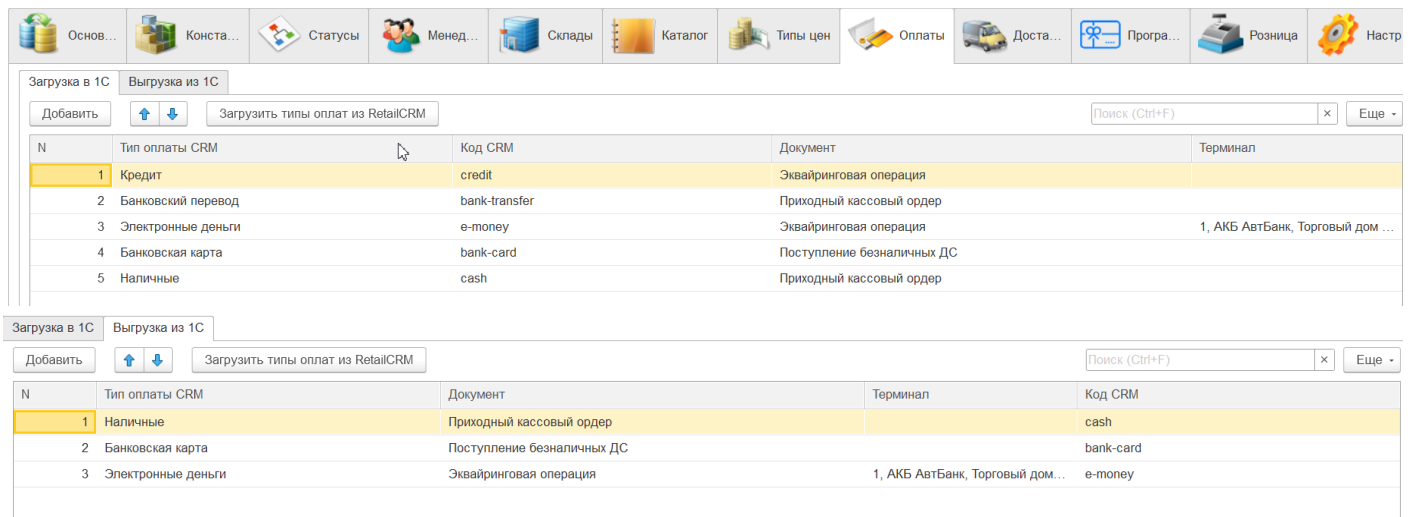 Основ... Конста... Статусы Менед... Склады Каталог Типы цен Оплаты Доста... Програ... Розница Настр
Загрузка в 1С Выгрузка из 1С
Добавить Загрузить типы оплат из RetailCRM Поиск (Ctrl+F) × Еще
N Тип оплаты CRM Код CRM Документ Терминал
1 Кредит credit Эквайринговая операция
2 Банковский перевод bank-transfer Приходный кассовый ордер
3 Электронные деньги e-money Эквайринговая операция 1, АКБ АвтБанк, Торговый дом ...
4 Банковская карта bank-card Поступление безналичных ДС
5 Наличные cash Приходный кассовый ордер
Загрузка в 1С Выгрузка из 1С
Добавить Загрузить типы оплат из RetailCRM Поиск (Ctrl+F) × Еще
N Тип оплаты CRM Документ Терминал Код CRM
1 Наличные Приходный кассовый ордер cash
2 Банковская карта Поступление безналичных ДС bank-card
3 Электронные деньги Эквайринговая операция 1, АКБ АвтБанк, Торговый дом... e-money